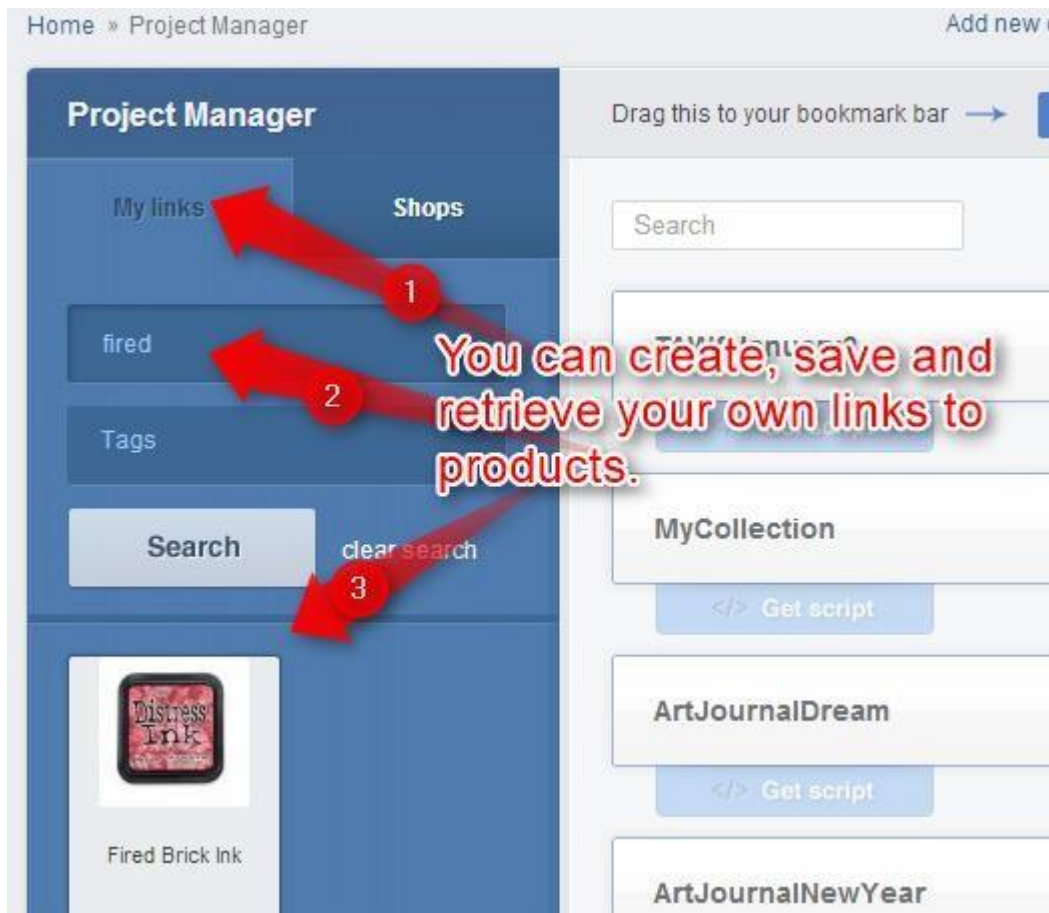 Home » Project Manager
Add new
Project Manager
Drag this to your bookmark bar
My links
Shops
Search
1
fired
You can create, save and
2
retrieve your own links to
Tags
products.
Search
clear search
MyCollection
3
</> Get script
Distress
Ink
ArtJournalDream
</> Get script
Fired Brick Ink
ArtJournalNewYear